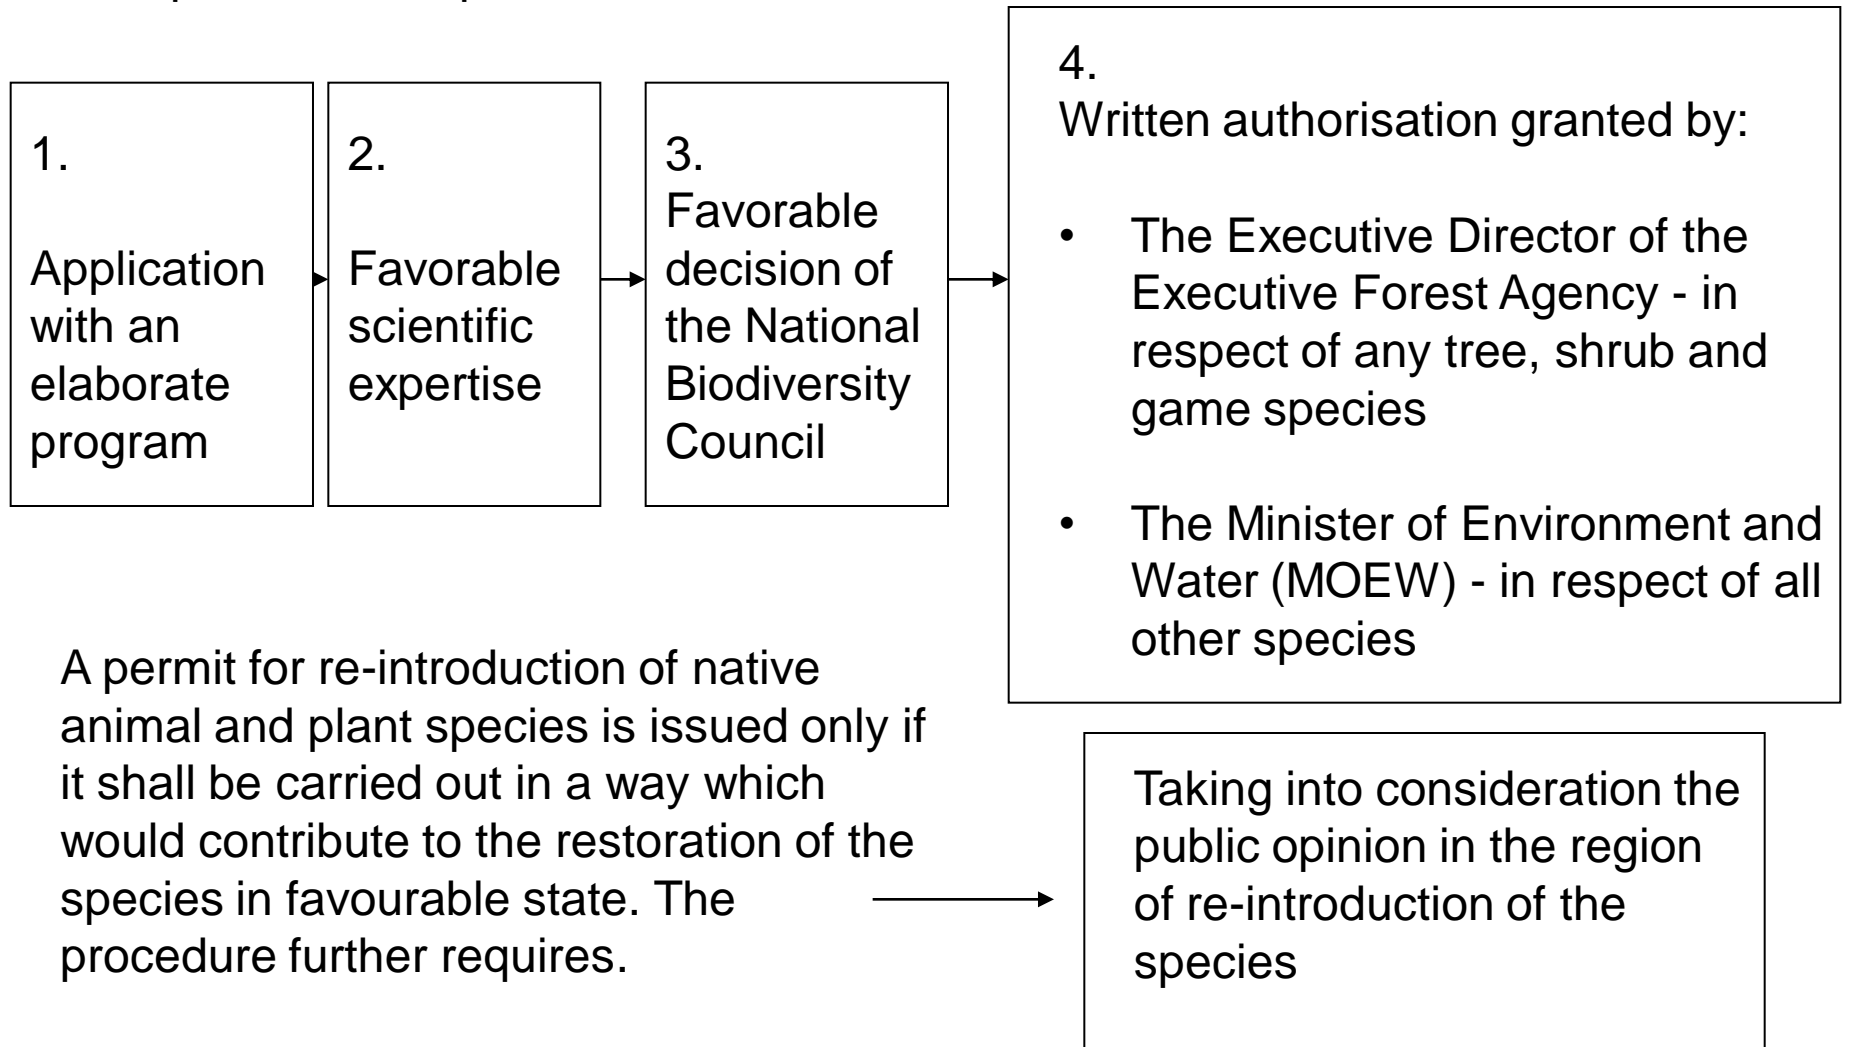 1.
Application
with an
elaborate
program
2.
Favorable
scientific
expertise
3.
Favorable
decision of
the National
Biodiversity
Council
4.
Written authorisation granted by:
• The Executive Director of the
Executive Forest Agency - in
respect of any tree, shrub and
game species
• The Minister of Environment and
Water (MOEW) - in respect of all
other species
A permit for re-introduction of native
animal and plant species is issued only if
it shall be carried out in a way which
would contribute to the restoration of the
species in favourable state. The
procedure further requires.
Taking into consideration the
public opinion in the region
of re-introduction of the
species